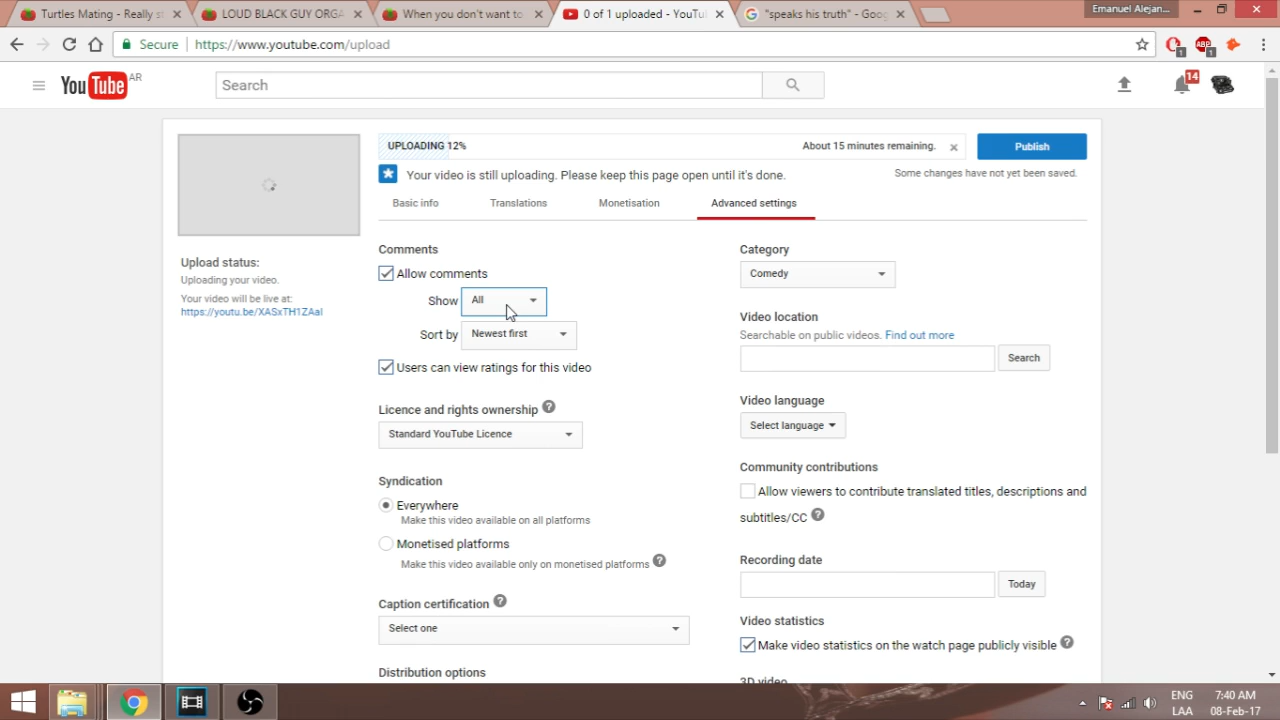 Turtles Mating - Really st
LOUD BLACK GUY ORGA
When you don't want to
0 of 1 uploaded - YouTu
"speaks his truth" - Goog
Emanuel Alejan...
Secure
https://www.youtube.com/upload
1
ABP
1
YouTube AR
Search
14
UPLOADING 12%
About 15 minutes remaining.
Publish
Your video is still uploading. Please keep this page open until it's done.
Some changes have not yet been saved.
Basic info
Translations
Monetisation
Advanced settings
Upload status:
Uploading your video.
Your video will be live at:
https://youtu.be/XASxTH1ZAaI
Comments
Allow comments
Show All
Sort by Newest first
Users can view ratings for this video
Licence and rights ownership ?
Standard YouTube Licence
Syndication
Everywhere
Make this video available on all platforms
Monetised platforms
Make this video available only on monetised platforms ?
Caption certification ?
Select one
Distribution options
Category
Comedy
Video location
Searchable on public videos. Find out more
Search
Video language
Select language
Community contributions
Allow viewers to contribute translated titles, descriptions and
subtitles/CC ?
Recording date
Today
Video statistics
Make video statistics on the watch page publicly visible ?
3D video
ENG
LAA
7:40 AM
08-Feb-17